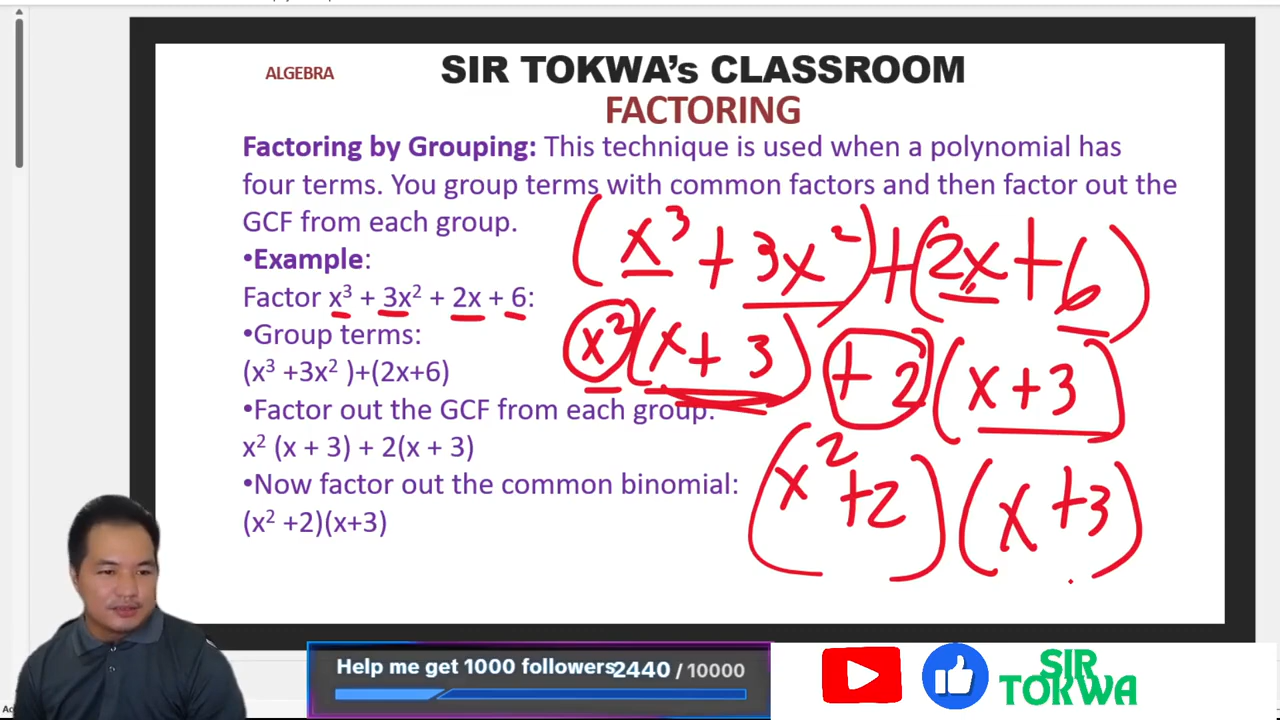 ALGEBRA
SIR TOKWA's CLASSROOM
FACTORING
Factoring by Grouping: This technique is used when a polynomial has
four terms. You group terms with common factors and then factor out the
GCF from each group.
•Example:
Factor x³ + 3x² + 2x + 6:
•Group terms:
(x³ +3x² )+(2x+6)
•Factor out the GCF from each group:
x² (x + 3) + 2(x + 3)
•Now factor out the common binomial:
(x² +2)(x+3)
(x³ + 3x²) + (2x + 6)
x² (x + 3) + 2 (x + 3)
(x² + 2) (x + 3)
Help me get 1000 followers 2440 / 10000
SIR
TOKWA